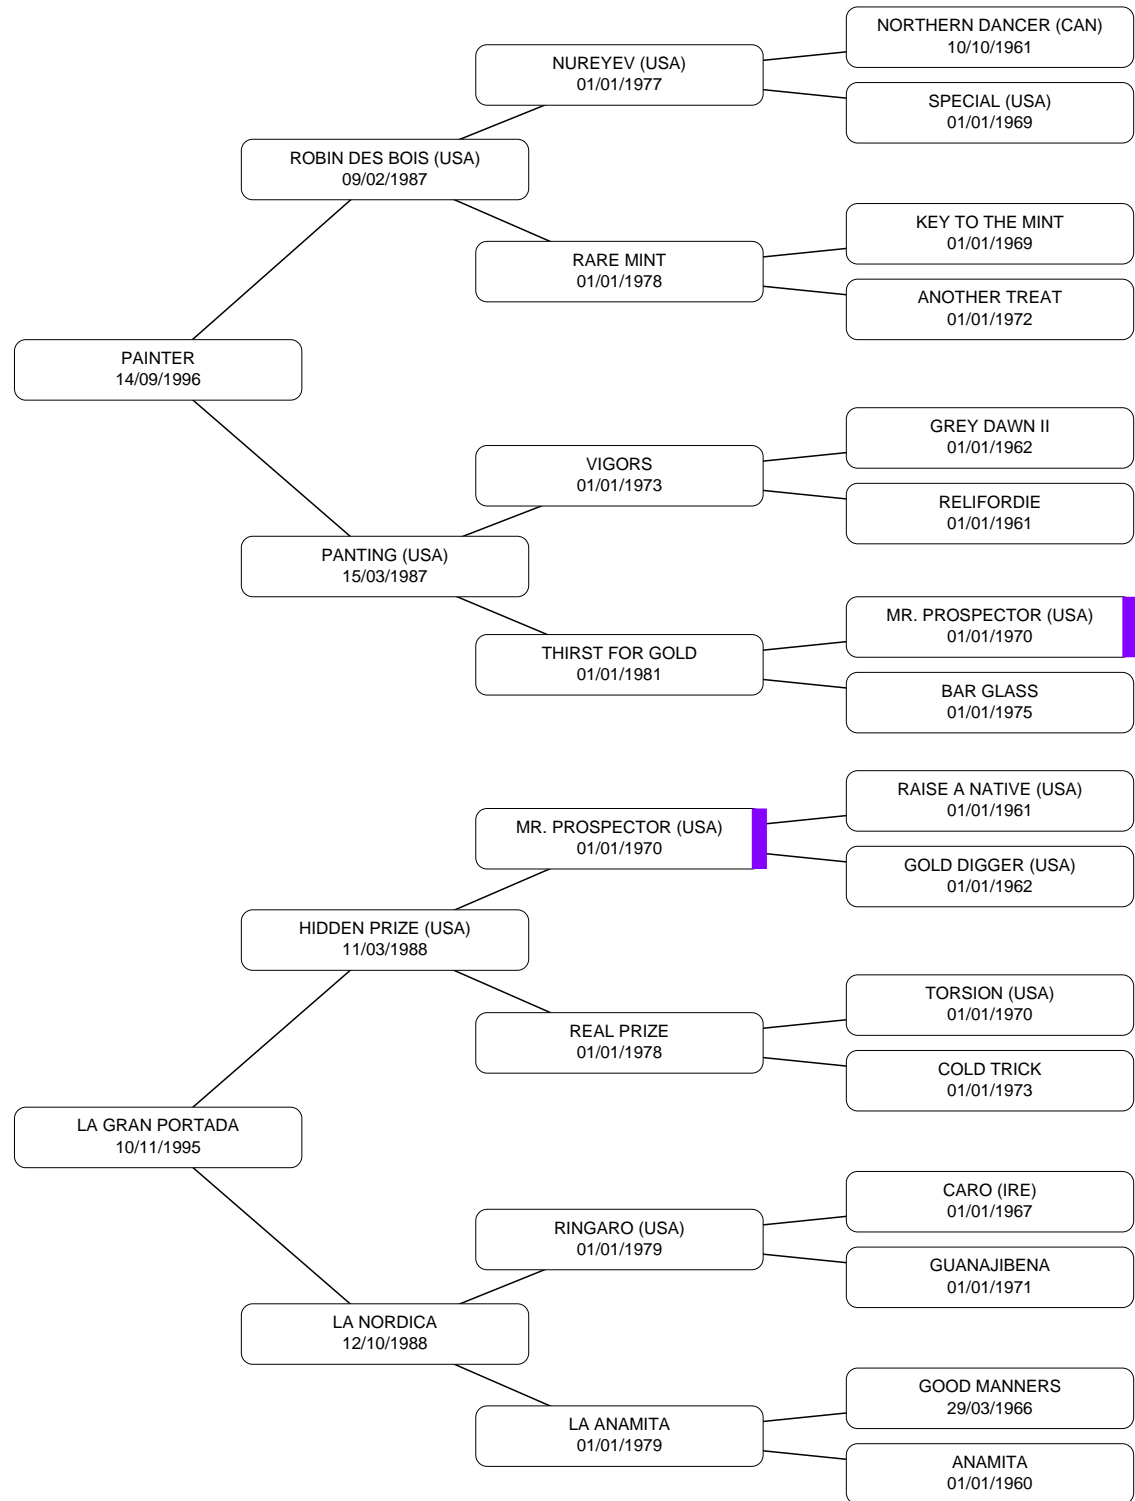 NORTHERN DANCER (CAN)
10/10/1961
NUREYEV (USA)
01/01/1977
SPECIAL (USA)
01/01/1969
ROBIN DES BOIS (USA)
09/02/1987
KEY TO THE MINT
01/01/1969
RARE MINT
01/01/1978
ANOTHER TREAT
01/01/1972
PAINTER
14/09/1996
GREY DAWN II
01/01/1962
VIGORS
01/01/1973
RELIFORDIE
01/01/1961
PANTING (USA)
15/03/1987
MR. PROSPECTOR (USA)
01/01/1970
THIRST FOR GOLD
01/01/1981
BAR GLASS
01/01/1975
RAISE A NATIVE (USA)
01/01/1961
MR. PROSPECTOR (USA)
01/01/1970
GOLD DIGGER (USA)
01/01/1962
HIDDEN PRIZE (USA)
11/03/1988
TORSION (USA)
01/01/1970
REAL PRIZE
01/01/1978
COLD TRICK
01/01/1973
LA GRAN PORTADA
10/11/1995
CARO (IRE)
01/01/1967
RINGARO (USA)
01/01/1979
GUANAJIBENA
01/01/1971
LA NORDICA
12/10/1988
GOOD MANNERS
29/03/1966
LA ANAMITA
01/01/1979
ANAMITA
01/01/1960